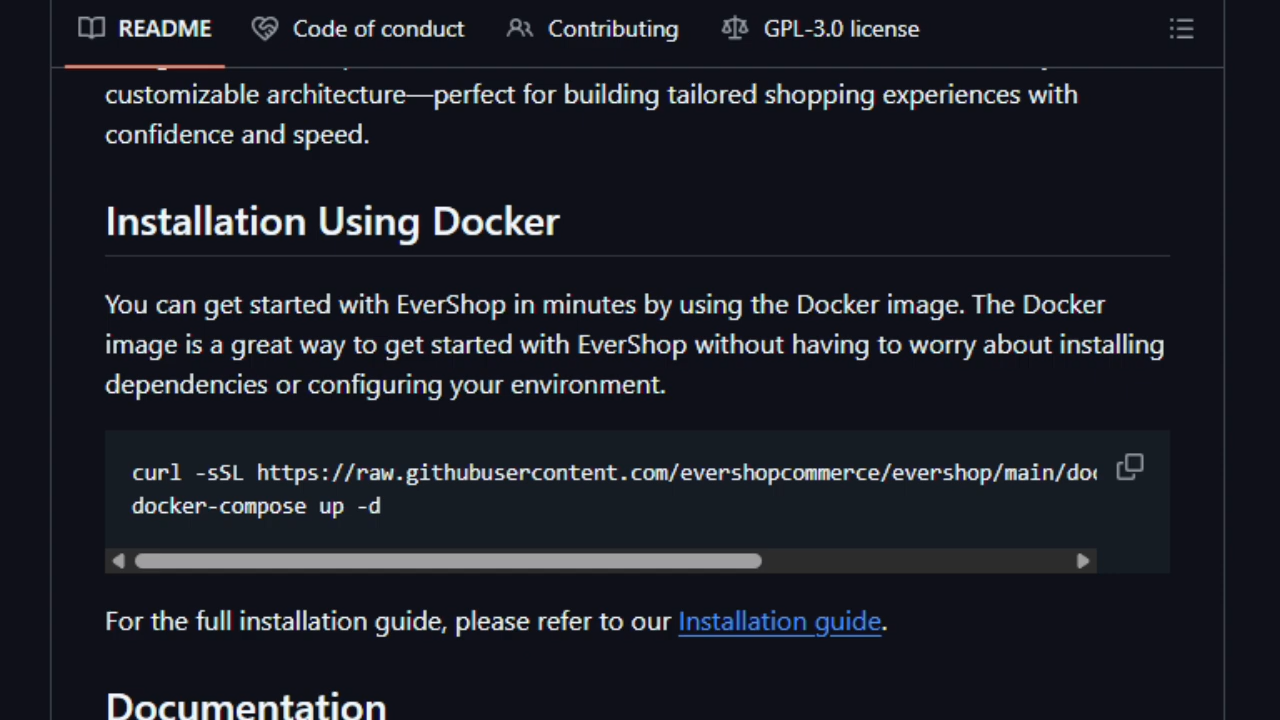 README Code of conduct Contributing GPL-3.0 license
customizable architecture—perfect for building tailored shopping experiences with
confidence and speed.
Installation Using Docker
You can get started with EverShop in minutes by using the Docker image. The Docker
image is a great way to get started with EverShop without having to worry about installing
dependencies or configuring your environment.
curl -sSL https://raw.githubusercontent.com/evershopcommerce/evershop/main/doc
docker-compose up -d
For the full installation guide, please refer to our Installation guide.
Documentation